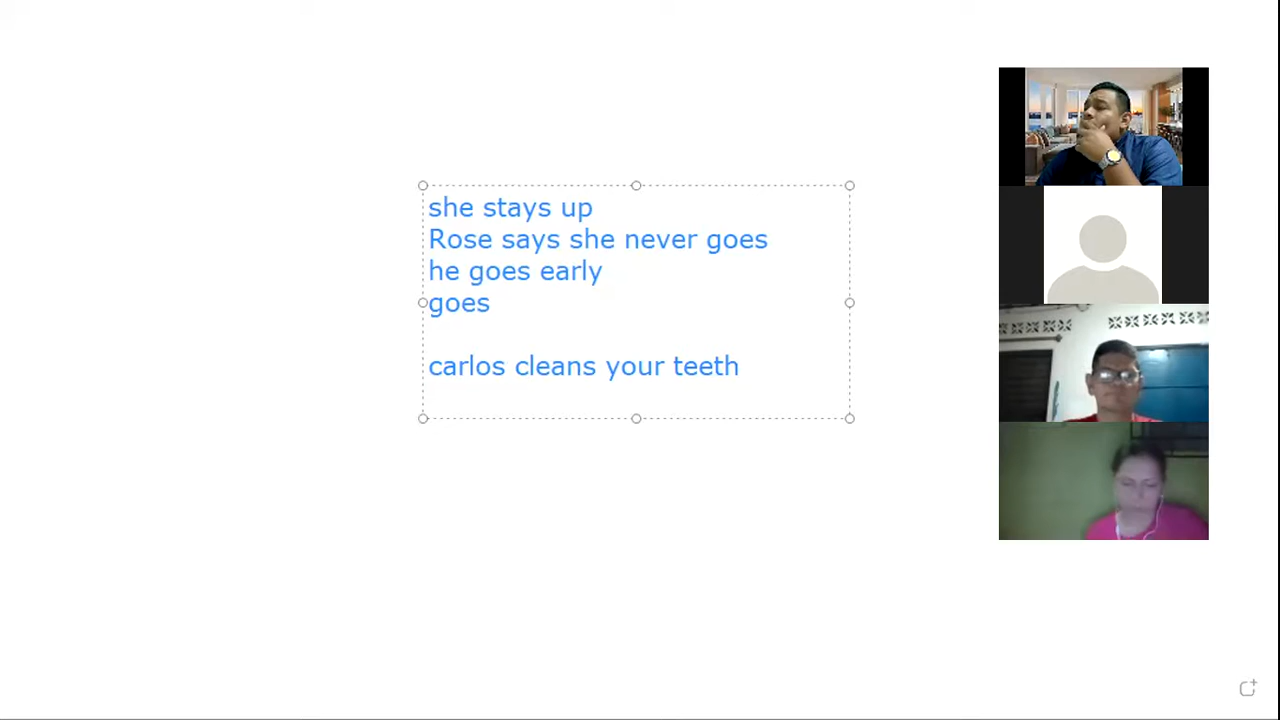 she stays up
Rose says she never goes
he goes early
goes
carlos cleans your teeth